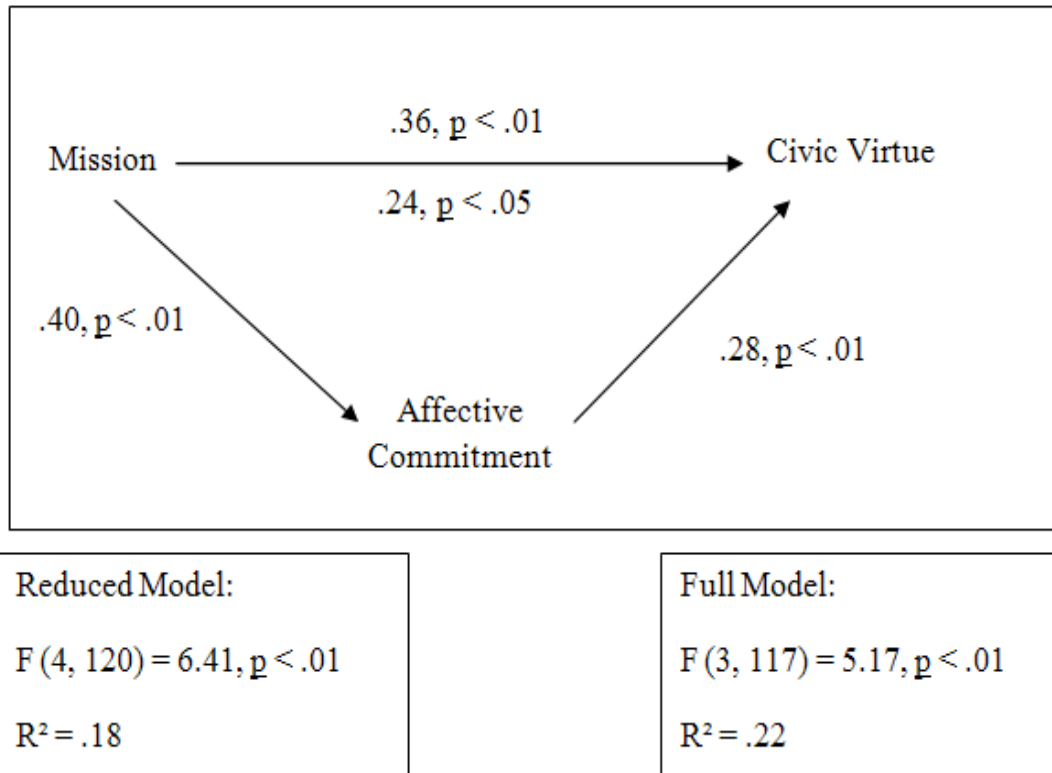 .36, p < .01
Mission
Civic Virtue
.24, p < .05
.40, p < .01
.28, p < .01
Affective
Commitment
Reduced Model:
F (4, 120) = 6.41, p < .01
R² = .18
Full Model:
F (3, 117) = 5.17, p < .01
R² = .22